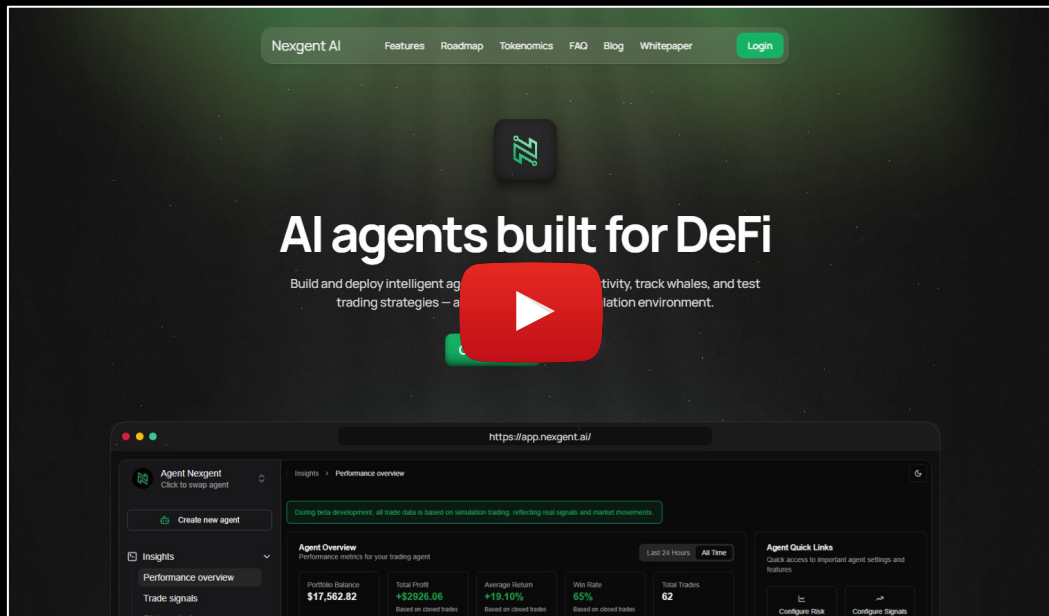 Nexgent AI
Features
Roadmap
Tokenomics
FAQ
Blog
Whitepaper
Login
AI agents built for DeFi
Build and deploy intelligent tivity, track whales, and test
trading strategies — lation environment.
https://app.nexgent.ai/
Agent Nexgent
Click to swap agent
Create new agent
Insights
Performance overview
Trade signals
Insights > Performance overview
During beta development, all trade data is based on simulation trading, reflecting real signals and market movements.
Agent Overview
Performance metrics for your trading agent
Last 24 Hours
All Time
Portfolio Balance
$17,562.82
Total Profit
+$2926.06
Based on closed trades
Average Return
+19.10%
Based on closed trades
Win Rate
65%
Based on closed trades
Total Trades
62
Agent Quick Links
Quick access to important agent settings and
features
Configure Risk
Configure Signals